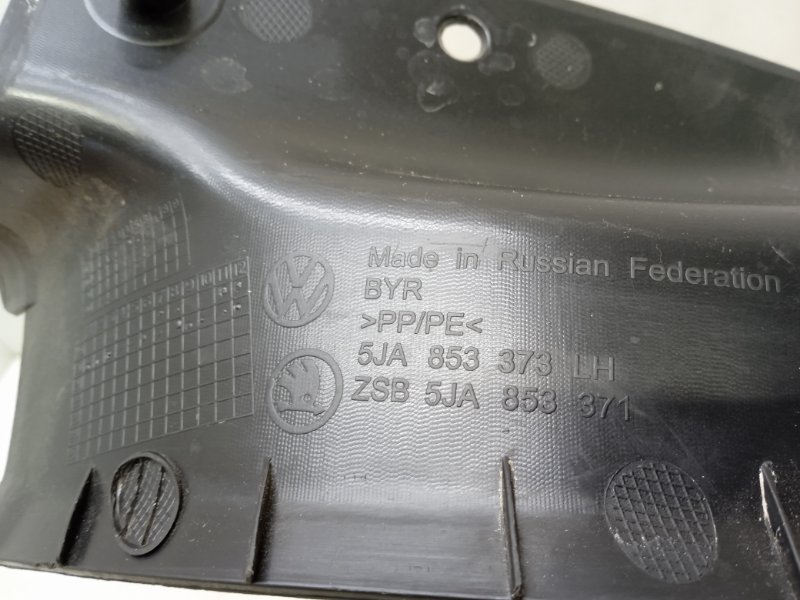 Made in Russian Federation
BYR
>PP/PE<
5JA 853 373 LH
ZSB 5JA 853 371